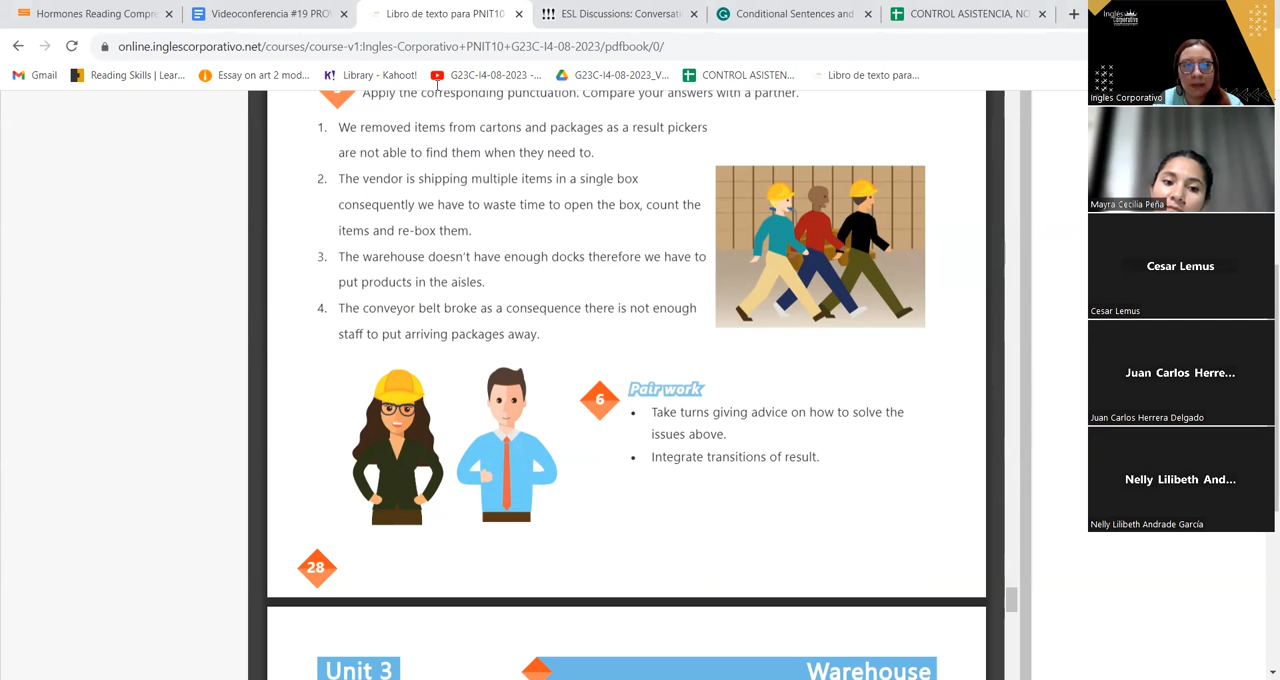 Hormones Reading Compre
Videoconferencia #19 PRO
Libro de texto para PNIT10
ESL Discussions: Conversati
Conditional Sentences and
CONTROL ASISTENCIA, NO
online.inglescorporativo.net/courses/course-v1:Ingles-Corporativo+PNIT10+G23C-I4-08-2023/pdfbook/0/
Gmail
Reading Skills | Lear...
Essay on art 2 mod...
Library - Kahoot!
G23C-I4-08-2023 -...
G23C-I4-08-2023_V...
CONTROL ASISTEN...
Libro de texto para...
Apply the corresponding punctuation. Compare your answers with a partner.
1. We removed items from cartons and packages as a result pickers
are not able to find them when they need to.
2. The vendor is shipping multiple items in a single box
consequently we have to waste time to open the box, count the
items and re-box them.
3. The warehouse doesn't have enough docks therefore we have to
put products in the aisles.
4. The conveyor belt broke as a consequence there is not enough
staff to put arriving packages away.
6
Pair work
• Take turns giving advice on how to solve the
issues above.
• Integrate transitions of result.
28
Unit 3
Warehouse
Inglés
Corporativo
Ingles Corporativo
Mayra Cecilia Peña
Cesar Lemus
Cesar Lemus
Juan Carlos Herre...
Juan Carlos Herrera Delgado
Nelly Lilibeth And...
Nelly Lilibeth Andrade García